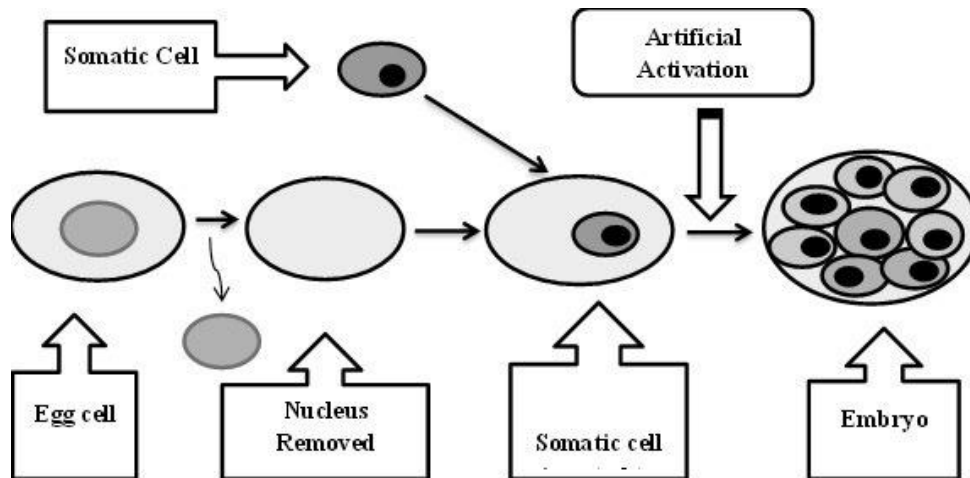 Somatic Cell
Artificial
Activation
Egg cell
Nucleus
Removed
Somatic cell
Embryo